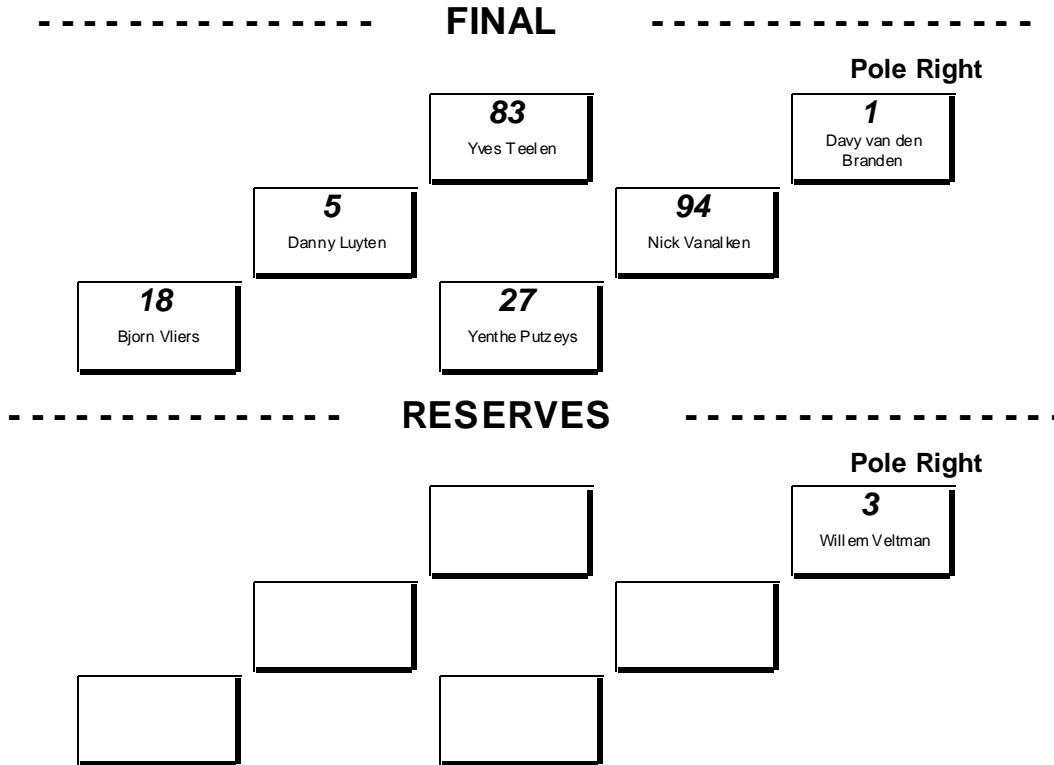 - - - - - - - - - - - - - - - FINAL - - - - - - - - - - - - - - - - -
Pole Right
83
Yves Teelen
1
Davy van den
Branden
5
Danny Luyten
94
Nick Vanalken
18
Bjorn Vliers
27
Yenthe Putzeys
- - - - - - - - - - - - - - - RESERVES - - - - - - - - - - - - - - - - -
Pole Right
3
Willem Veltman